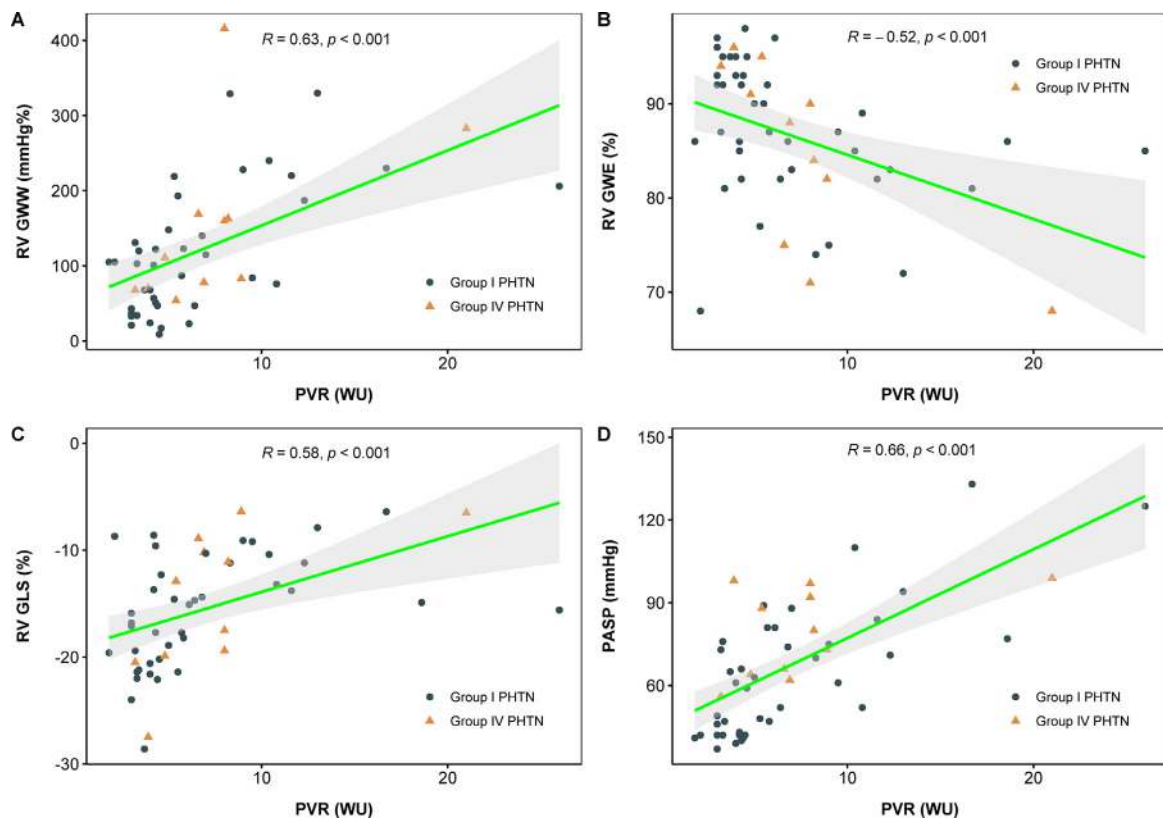 A
R = 0.63, p < 0.001
400
300
200
100
0
RV GWW (mmHg%)
Group I PHTN
Group IV PHTN
10
20
PVR (WU)
B
R = – 0.52, p < 0.001
Group I PHTN
Group IV PHTN
90
80
70
RV GWE (%)
10
20
PVR (WU)
C
R = 0.58, p < 0.001
0
-10
-20
-30
RV GLS (%)
Group I PHTN
Group IV PHTN
10
20
PVR (WU)
D
R = 0.66, p < 0.001
150
120
90
60
PASP (mmHg)
Group I PHTN
Group IV PHTN
10
20
PVR (WU)